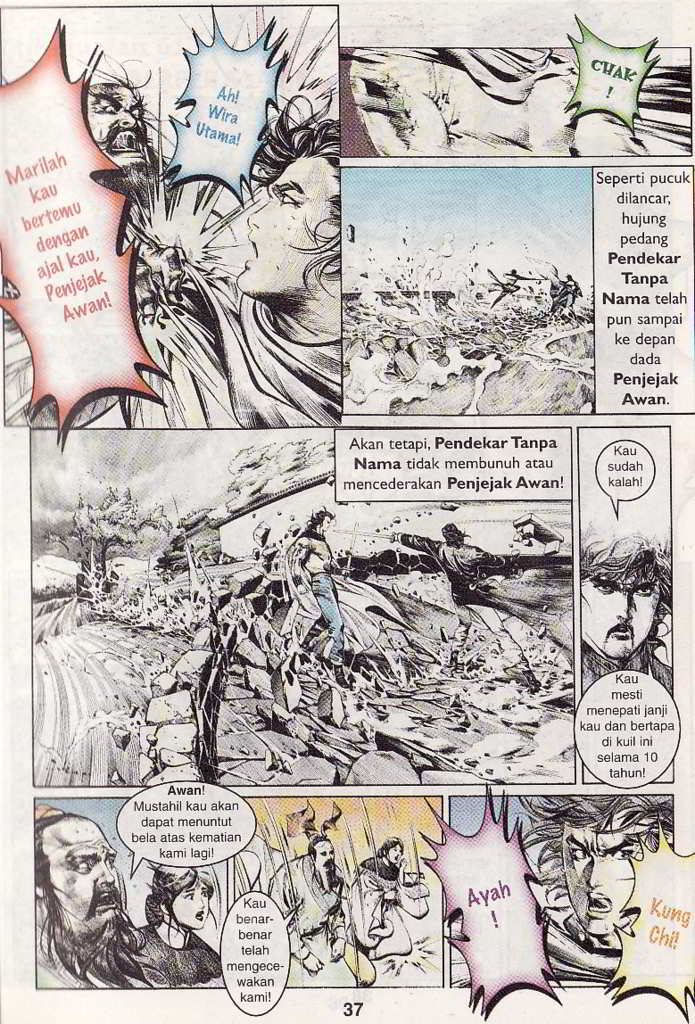 Marilah
kau
bertemu
dengan
ajal kau,
Penjejak
Awan!
Ah!
Wira
Utama!
CHAK
!
Seperti pucuk
dilancar,
hujung
pedang
Pendekar
Tanpa
Nama telah
pun sampai
ke depan
dada
Penjejak
Awan.
Akan tetapi, Pendekar Tanpa
Nama tidak membunuh atau
mencederakan Penjejak Awan!
Kau
sudah
kalah!
Kau
mesti
menepati janji
kau dan bertapa
di kuil ini
selama 10
tahun!
Awan!
Mustahil kau akan
dapat menuntut
bela atas kematian
kami lagi!
Kau
benar-
benar
telah
mengece-
wakan
kami!
Ayah
!
Kung
Chi!
37